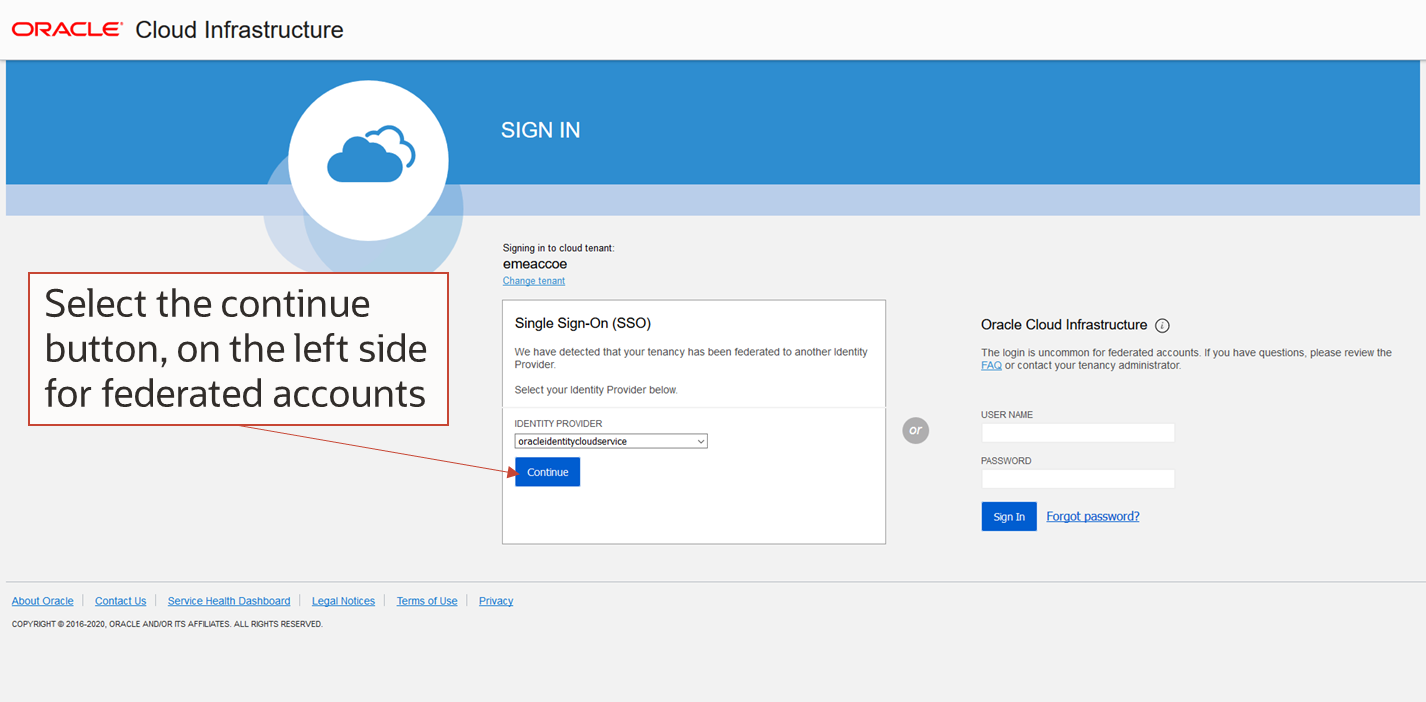 ORACLE Cloud Infrastructure
SIGN IN
Signing in to cloud tenant:
emeaccoe
Change tenant
Select the continue
button, on the left side
for federated accounts
Single Sign-On (SSO)
We have detected that your tenancy has been federated to another Identity
Provider.
Select your Identity Provider below.
IDENTITY PROVIDER
oracleidentitycloudservice
Continue
or
Oracle Cloud Infrastructure i
The login is uncommon for federated accounts. If you have questions, please review the
FAQ or contact your tenancy administrator.
USER NAME
PASSWORD
Sign In Forgot password?
About Oracle Contact Us Service Health Dashboard Legal Notices Terms of Use Privacy
COPYRIGHT © 2016-2020, ORACLE AND/OR ITS AFFILIATES. ALL RIGHTS RESERVED.